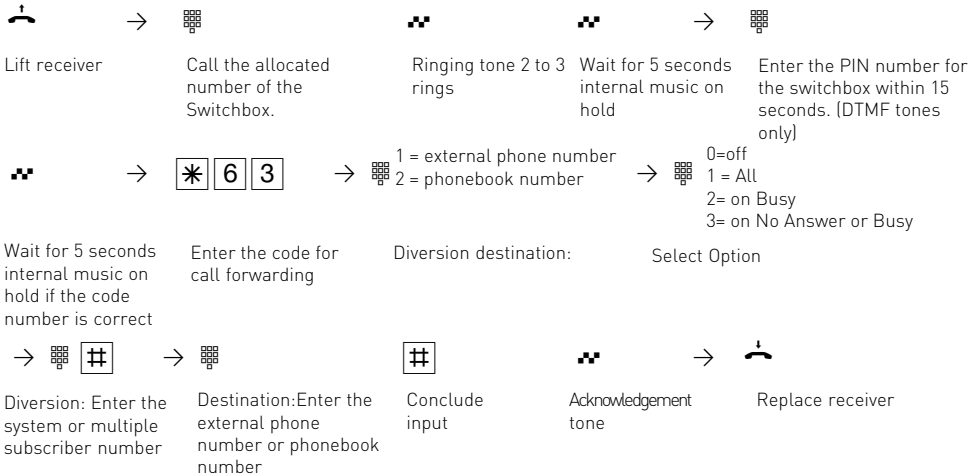 Lift receiver
Call the allocated
number of the
Switchbox.
Ringing tone 2 to 3
rings
Wait for 5 seconds
internal music on
hold
Enter the PIN number for
the switchbox within 15
seconds. (DTMF tones
only)
* 6 3
1 = external phone number
2 = phonebook number
0=off
1 = All
2= on Busy
3= on No Answer or Busy
Wait for 5 seconds
internal music on
hold if the code
number is correct
Enter the code for
call forwarding
Diversion destination:
Select Option
#
#
Diversion: Enter the
system or multiple
subscriber number
Destination:Enter the
external phone
number or phonebook
number
Conclude
input
Acknowledgement
tone
Replace receiver